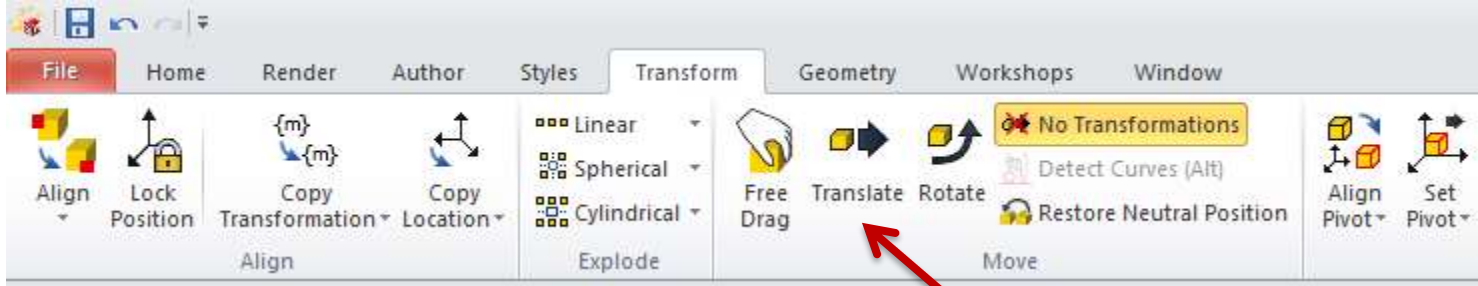 File Home Render Author Styles Transform Geometry Workshops Window
Align
Lock
Position
{m}
{m}
Copy
Transformation
Copy
Location
Align
Linear
Spherical
Cylindrical
Explode
Free
Drag
Translate
Rotate
No Transformations
Detect Curves (Alt)
Restore Neutral Position
Move
Align
Pivot
Set
Pivot